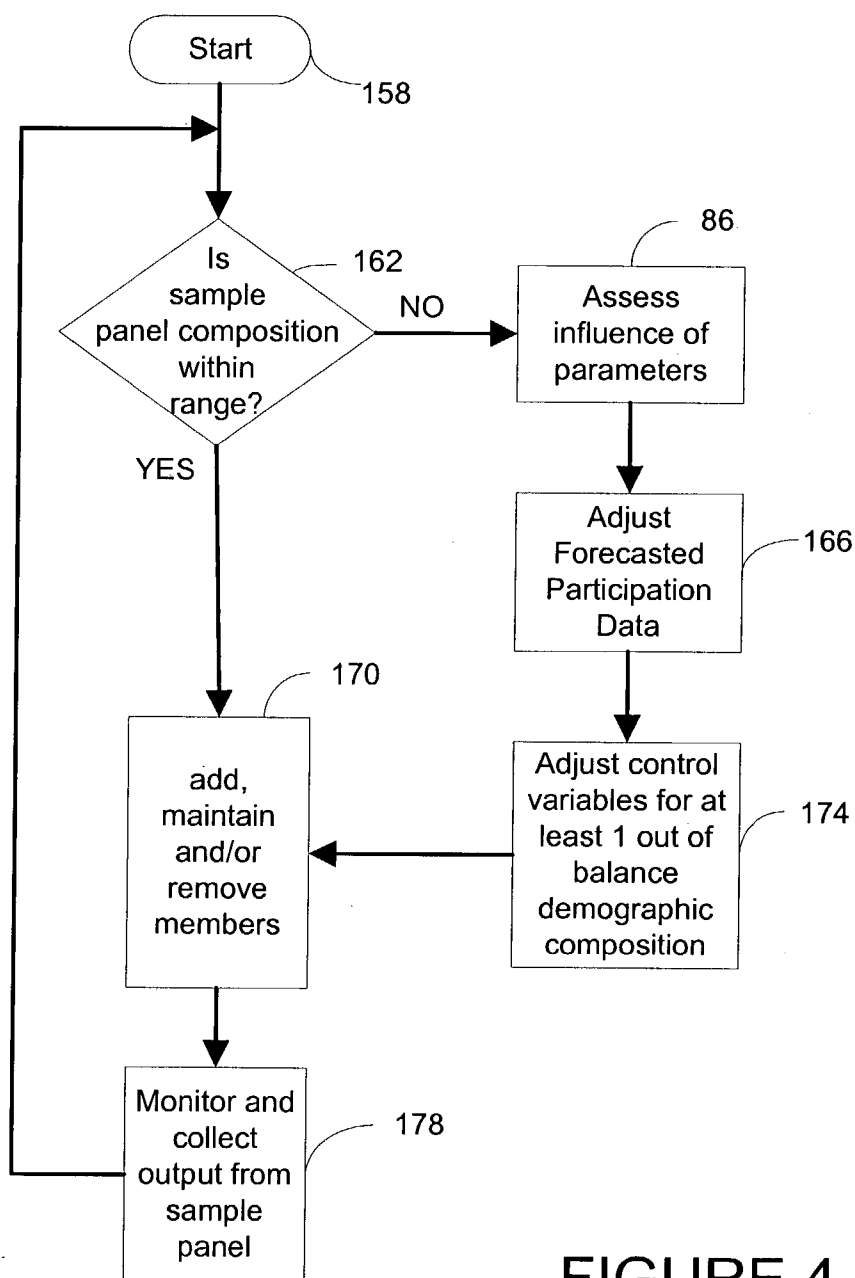 Start
158
Is
sample
panel composition
within
range?
162
NO
YES
86
Assess
influence of
parameters
Adjust
Forecasted
Participation
Data
166
170
add,
maintain
and/or
remove
members
Adjust control
variables for at
least 1 out of
balance
demographic
composition
174
Monitor and
collect
output from
sample
panel
178
FIGURE 4